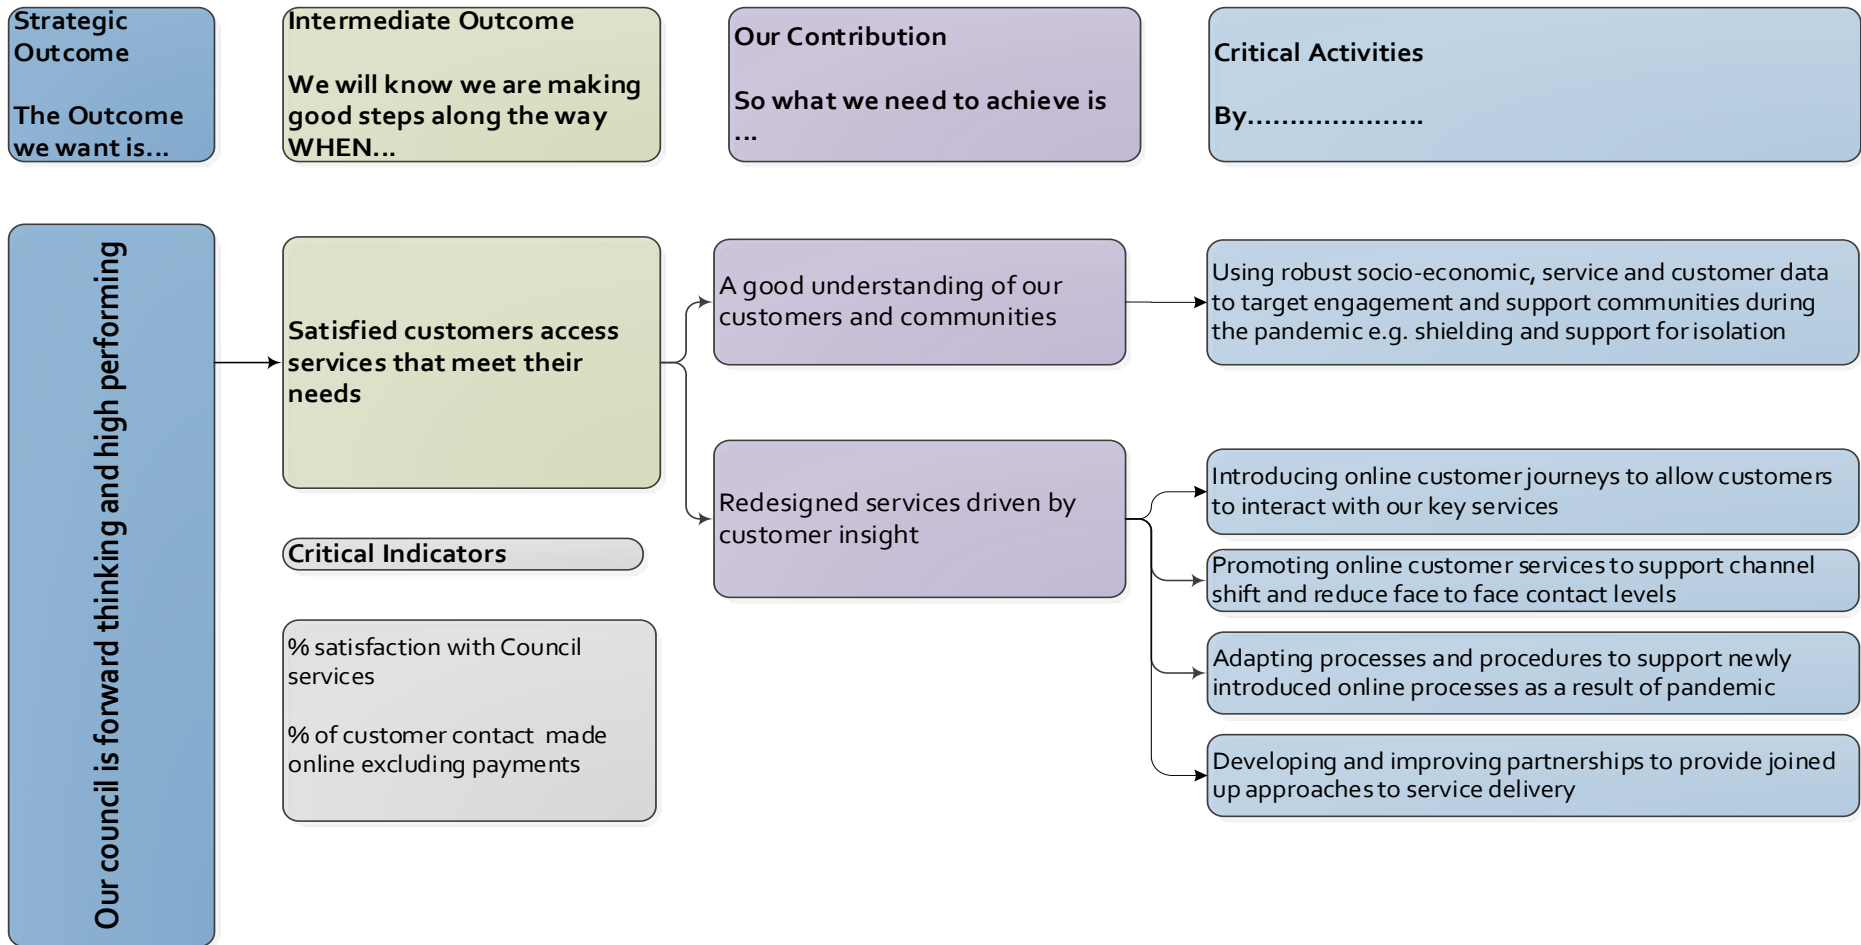 Strategic
Outcome
The Outcome
we want is...
Intermediate Outcome
We will know we are making
good steps along the way
WHEN...
Our Contribution
So what we need to achieve is
...
Critical Activities
By.....................
Our council is forward thinking and high performing
Satisfied customers access
services that meet their
needs
Critical Indicators
% satisfaction with Council
services
% of customer contact made
online excluding payments
A good understanding of our
customers and communities
Redesigned services driven by
customer insight
Using robust socio-economic, service and customer data
to target engagement and support communities during
the pandemic e.g. shielding and support for isolation
Introducing online customer journeys to allow customers
to interact with our key services
Promoting online customer services to support channel
shift and reduce face to face contact levels
Adapting processes and procedures to support newly
introduced online processes as a result of pandemic
Developing and improving partnerships to provide joined
up approaches to service delivery